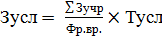 Зусл = ∑Зучр / Фр.вр. × Тусл